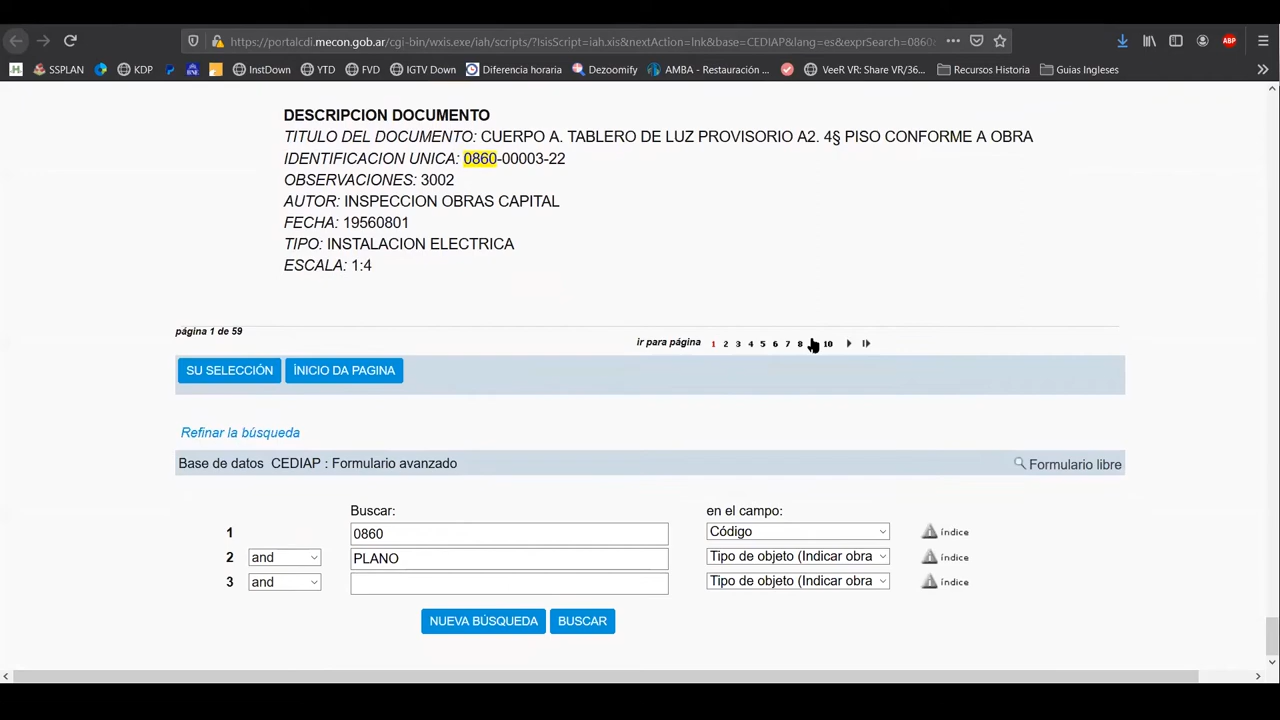 https://portalcdi.mecon.gob.ar/cgi-bin/wxis.exe/iah/scripts/?IsisScript=iah.xis&nextAction=lnk&base=CEDIAP&lang=es&exprSearch=0860
SSPLAN KDP InstDown YTD FVD IGTV Down Diferencia horaria Dezoomify AMBA - Restauración ... VeeR VR: Share VR/36... Recursos Historia Guias Ingleses
DESCRIPCION DOCUMENTO
TITULO DEL DOCUMENTO: CUERPO A. TABLERO DE LUZ PROVISORIO A2. 4§ PISO CONFORME A OBRA
IDENTIFICACION UNICA: 0860-00003-22
OBSERVACIONES: 3002
AUTOR: INSPECCION OBRAS CAPITAL
FECHA: 19560801
TIPO: INSTALACION ELECTRICA
ESCALA: 1:4
página 1 de 59
ir para página 1 2 3 4 5 6 7 8 10
SU SELECCIÓN ÌNICIO DA PAGINA
Refinar la búsqueda
Base de datos CEDIAP : Formulario avanzado Formulario libre
Buscar: en el campo:
1 0860 Código índice
2 and PLANO Tipo de objeto (Indicar obra índice
3 and Tipo de objeto (Indicar obra índice
NUEVA BÚSQUEDA BUSCAR